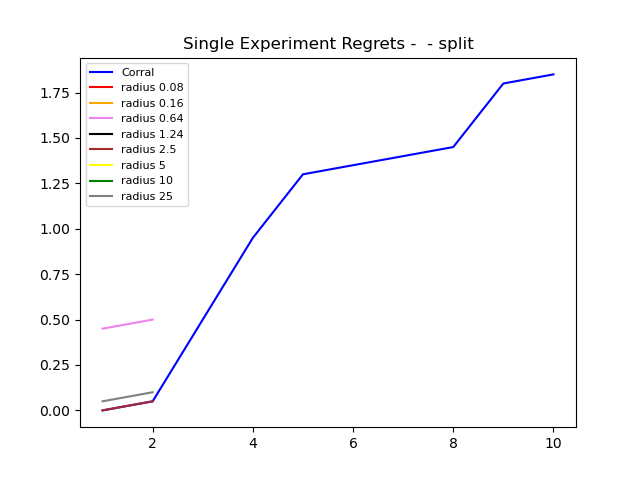 Single Experiment Regrets -  - split
Corral
radius 0.08
radius 0.16
radius 0.64
radius 1.24
radius 2.5
radius 5
radius 10
radius 25
1.75
1.50
1.25
1.00
0.75
0.50
0.25
0.00
2 4 6 8 10